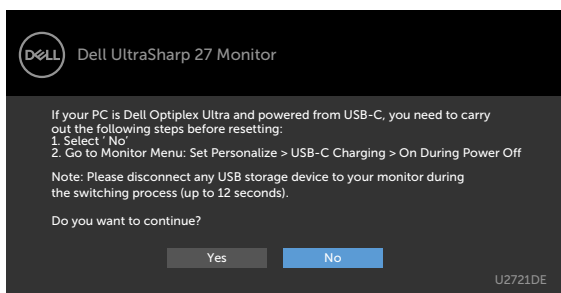 DELL
Dell UltraSharp 27 Monitor
If your PC is Dell Optiplex Ultra and powered from USB-C, you need to carry
out the following steps before resetting:
1. Select ‘ No’
2. Go to Monitor Menu: Set Personalize > USB-C Charging > On During Power Off
Note: Please disconnect any USB storage device to your monitor during
the switching process (up to 12 seconds).
Do you want to continue?
Yes No
U2721DE